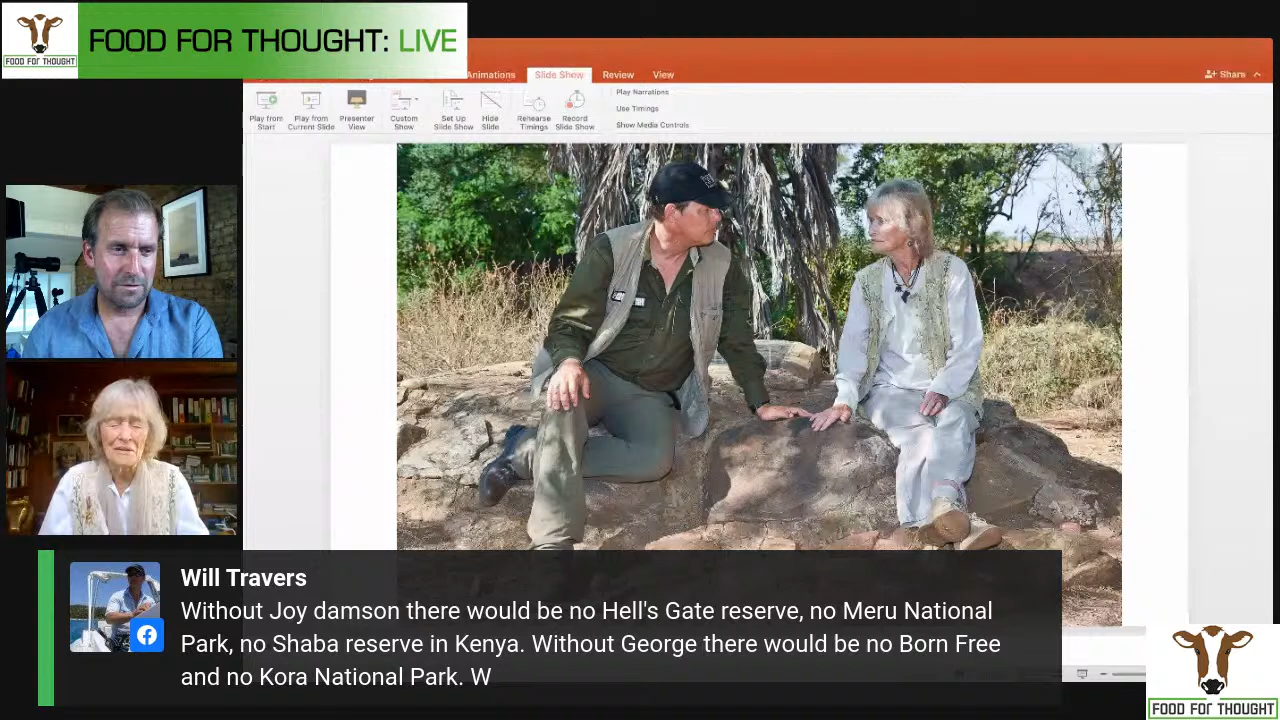 FOOD FOR THOUGHT
FOOD FOR THOUGHT: LIVE
Animations
Slide Show
Review
View
Share
Play from
Start
Play from
Current Slide
Presenter
View
Custom
Show
Set Up
Slide Show
Hide
Slide
Rehearse
Timings
Record
Slide Show
Play Narrations
Use Timings
Show Media Controls
Will Travers
Without Joy damson there would be no Hell's Gate reserve, no Meru National
Park, no Shaba reserve in Kenya. Without George there would be no Born Free
and no Kora National Park. W
FOOD FOR THOUGHT